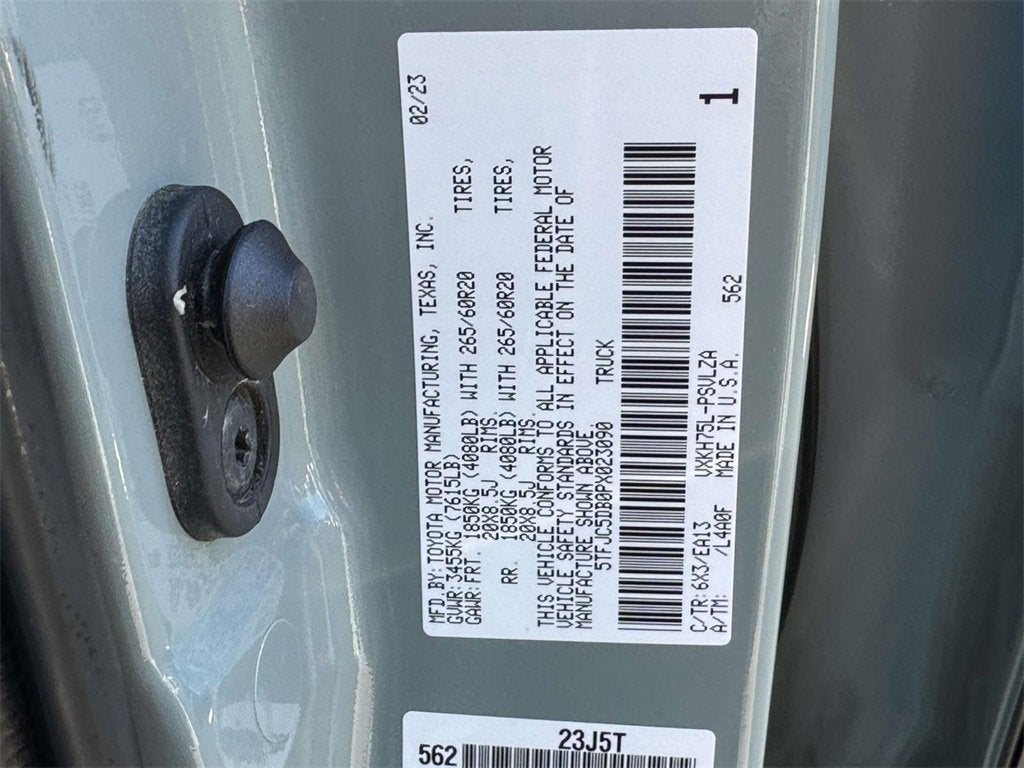 02/23
MFD.BY:TOYOTA MOTOR MANUFACTURING, TEXAS, INC.
GVWR:3455KG (7615LB)
GAWR:FRT. 1850KG (4080LB) WITH 265/60R20 TIRES,
20X8.5J RIMS.
RR. 1850KG (4080LB) WITH 265/60R20 TIRES,
20X8.5J RIMS.
THIS VEHICLE CONFORMS TO ALL APPLICABLE FEDERAL MOTOR
VEHICLE SAFETY STANDARDS IN EFFECT ON THE DATE OF
MANUFACTURE SHOWN ABOVE.
5TFJC5DB0PX023090 TRUCK
C/TR:6X3/EA13 VXKH75L-PSVLZA
A/TM: /L4A0F MADE IN U.S.A. 562
1
23J5T
562